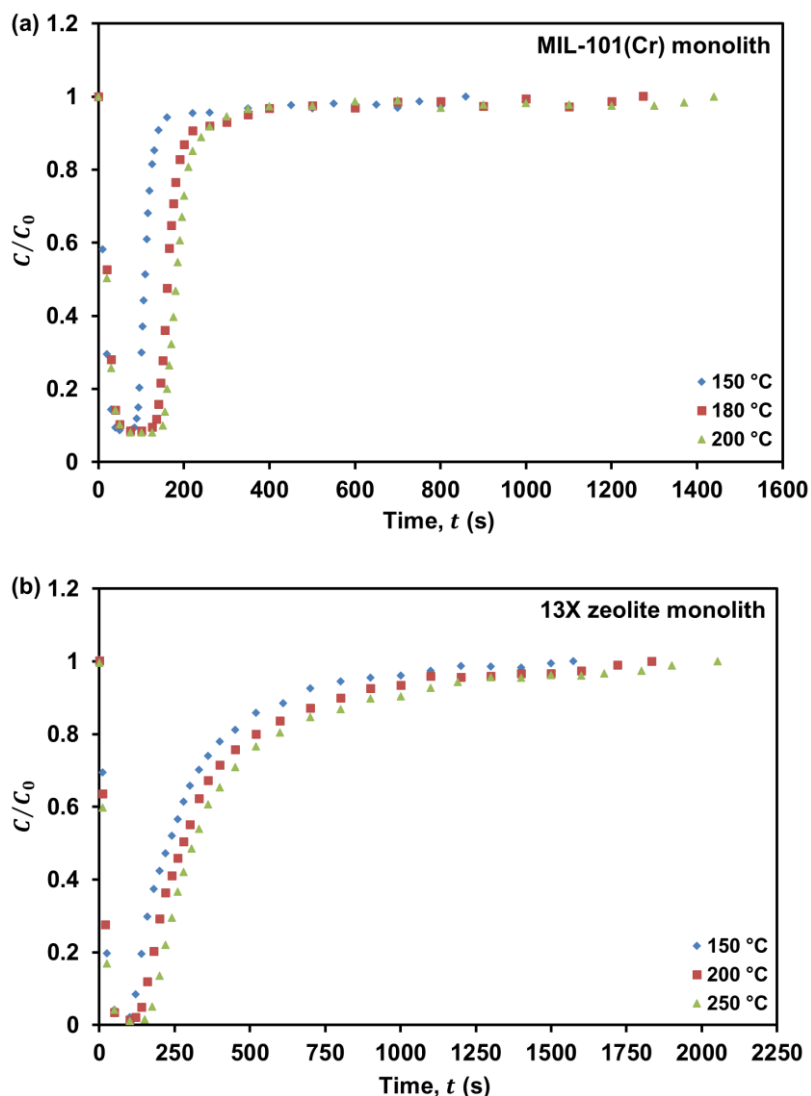 (a)
1.2
MIL-101(Cr) monolith
1
0.8
0.6
C/C₀
0.4
150 °C
180 °C
0.2
200 °C
0
0 200 400 600 800 1000 1200 1400 1600
Time, t (s)
(b)
1.2
13X zeolite monolith
1
0.8
0.6
C/C₀
0.4
150 °C
0.2
200 °C
250 °C
0
0 250 500 750 1000 1250 1500 1750 2000 2250
Time, t (s)